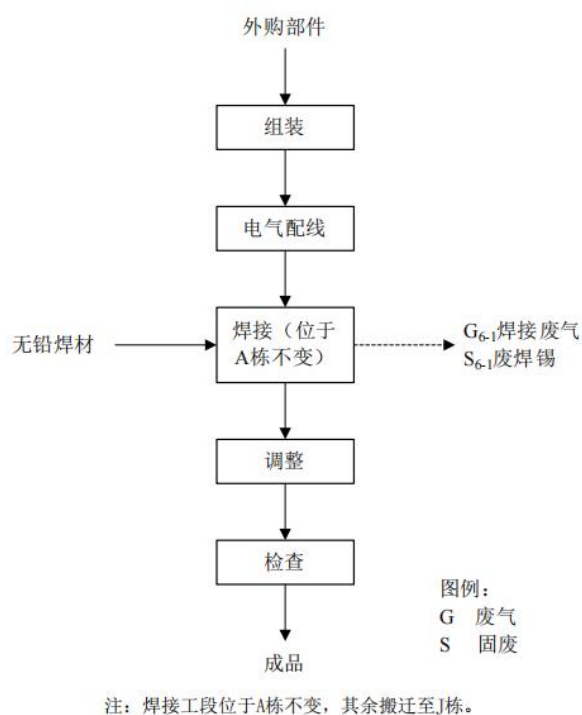 外购部件
组装
电气配线
无铅焊材
焊接（位于
A栋不变）
G6-1焊接废气
S6-1废焊锡
调整
检查
图例：
G 废气
S 固废
成品
注：焊接工段位于A栋不变，其余搬迁至J栋。